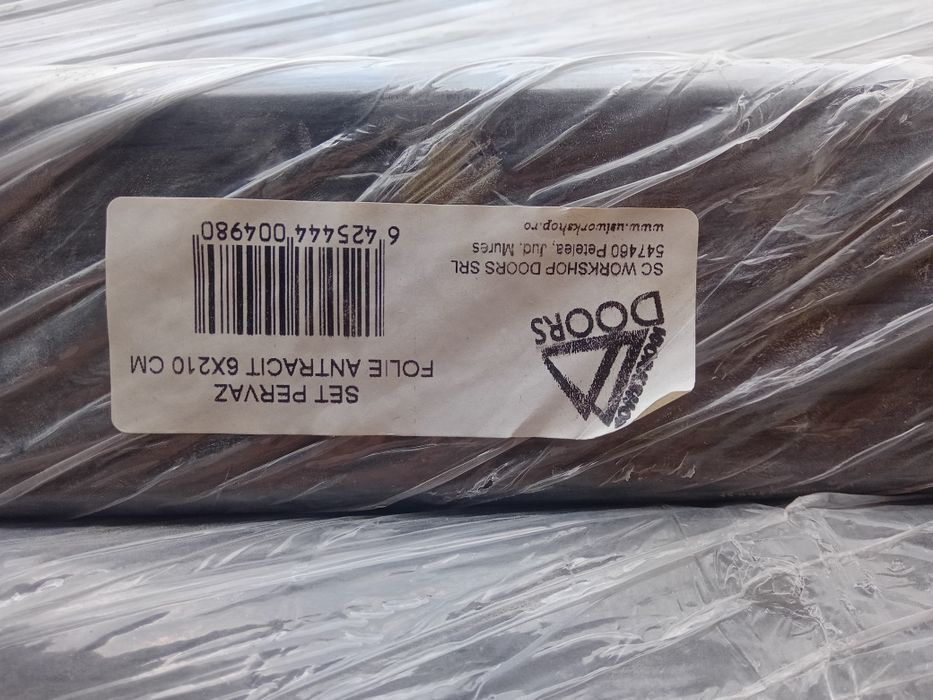 WORKSHOP
DOORS
SC WORKSHOP DOORS SRL
547460 Petelea, Jud. Mures
www.usiworkshop.ro
SET PERVAZ
FOLIE ANTRACIT 6X210 CM
6 425444 004980